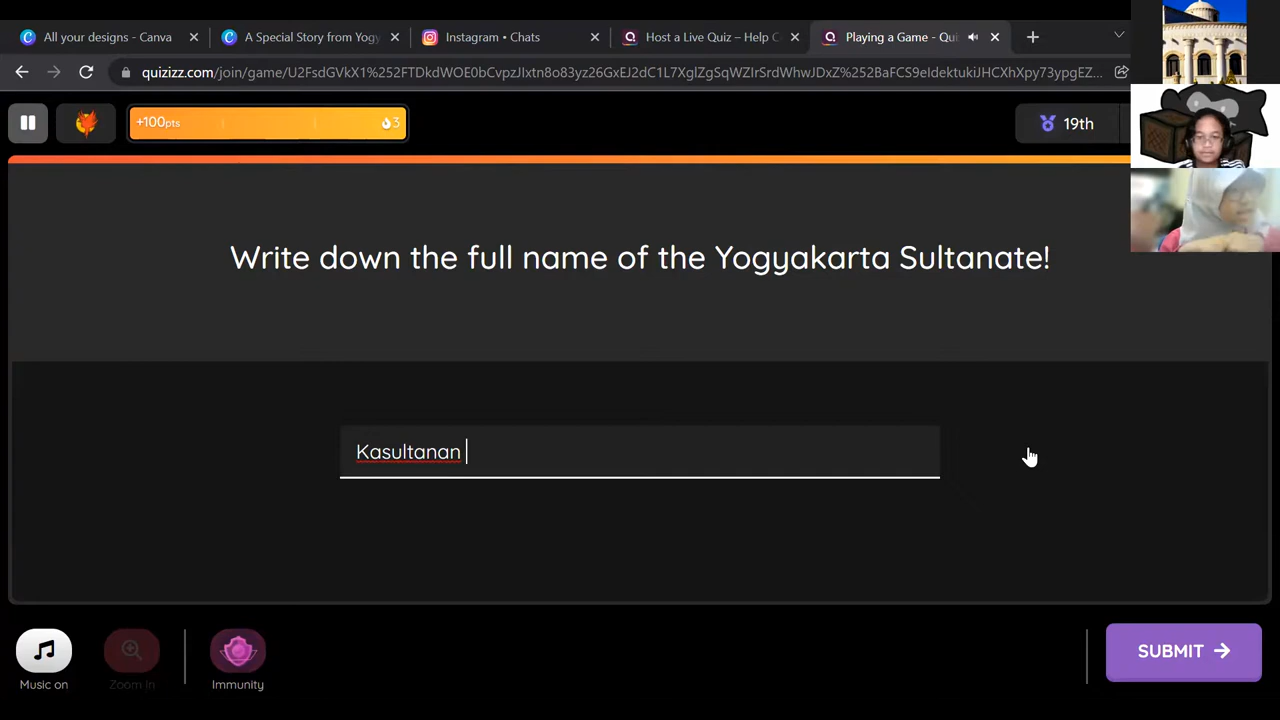 All your designs - Canva
A Special Story from Yogy
Instagram • Chats
Host a Live Quiz – Help C
Playing a Game - Qui
quizizz.com/join/game/U2FsdGVkX1%252FTDkdWOE0bCvpzJIxtn8o83yz26GxEJ2dC1L7XglZgSqWZIrSrdWhwJDxZ%252BaFCS9eIdektukiJHCXhXpy73ypgEZ...
+100pts
3
19th
Write down the full name of the Yogyakarta Sultanate!
Kasultanan
SUBMIT
Music on
Zoom in
Immunity